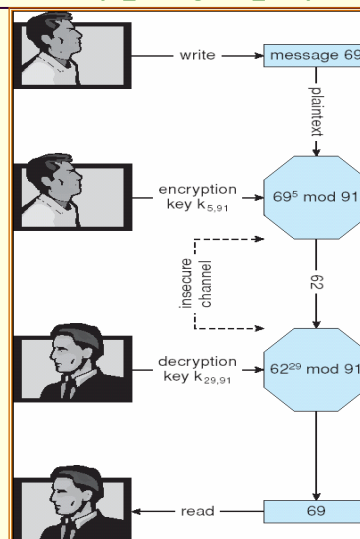 write
message 69
plaintext
encryption
key k5,91
69⁵ mod 91
insecure
channel
62
decryption
key k29,91
62²⁹ mod 91
read
69